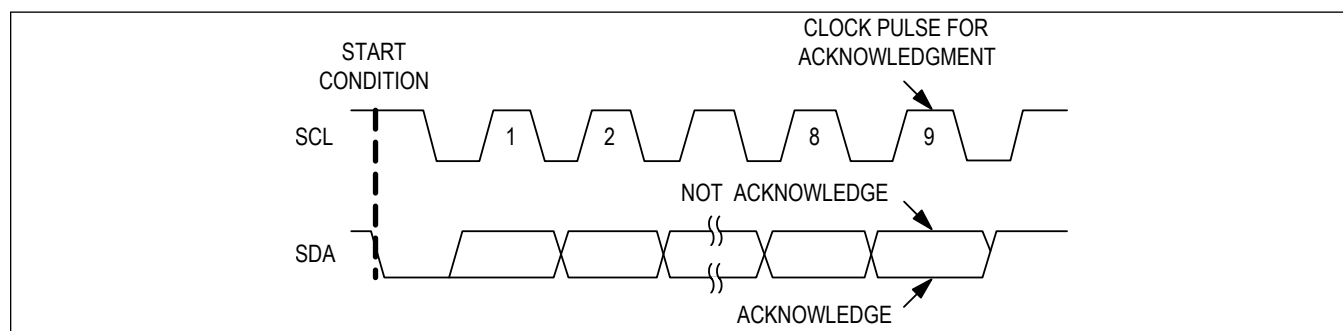 CLOCK PULSE FOR
ACKNOWLEDGMENT
START
CONDITION
SCL
1 2 8 9
NOT ACKNOWLEDGE
SDA
ACKNOWLEDGE